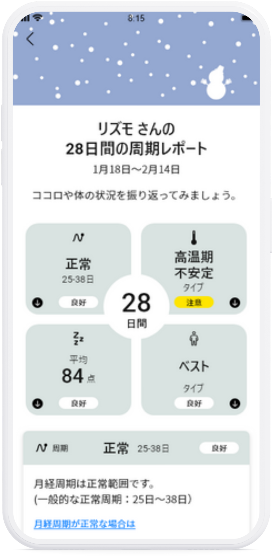 6:15
リズモ さんの
28日間の周期レポート
1月18日〜2月14日
ココロや体の状況を振り返ってみましょう。
正常
25-38日
良好
高温期
不安定
タイプ
注意
28
日間
平均
84 点
良好
ベスト
タイプ
良好
周期 正常 25-38日 良好
月経周期は正常範囲です。
(一般的な正常周期：25日〜38日）
月経周期が正常な場合は